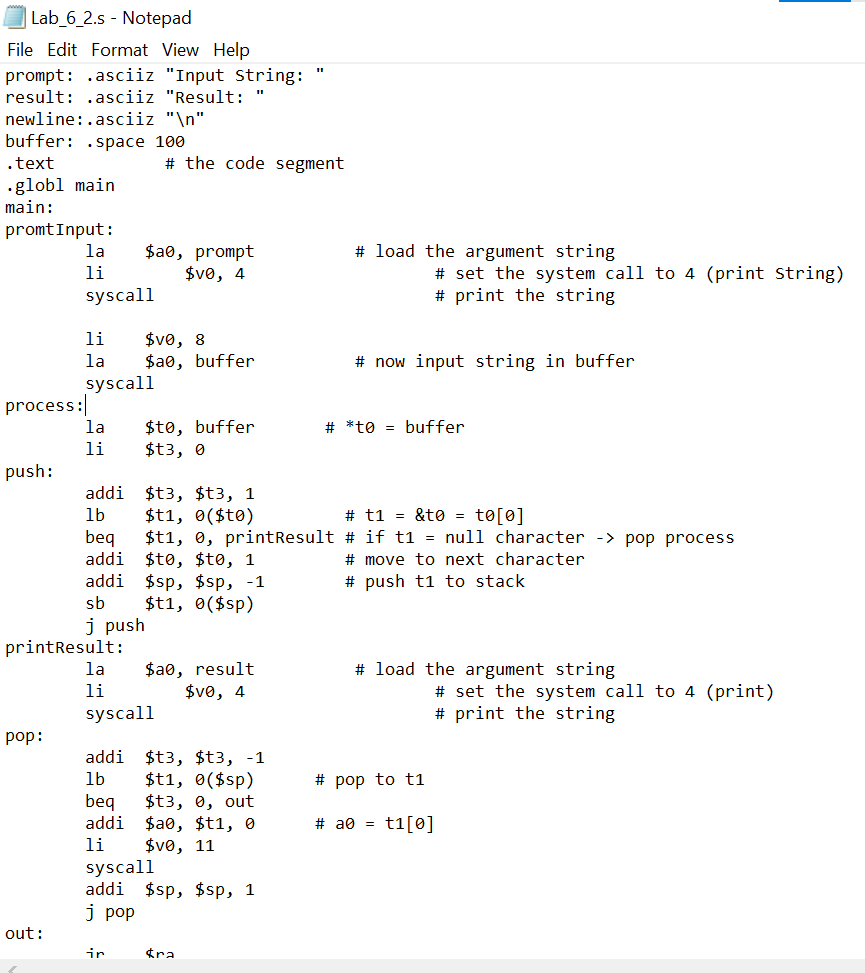 Lab_6_2.s - Notepad
File Edit Format View Help
prompt: .asciiz "Input String: "
result: .asciiz "Result: "
newline:.asciiz "\n"
buffer: .space 100
.text           # the code segment
.globl main
main:
promtInput:
        la    $a0, prompt          # load the argument string
        li        $v0, 4                   # set the system call to 4 (print String)
        syscall                            # print the string
        li    $v0, 8
        la    $a0, buffer          # now input string in buffer
        syscall
process:
        la    $t0, buffer       # *t0 = buffer
        li    $t3, 0
push:
        addi  $t3, $t3, 1
        lb    $t1, 0($t0)         # t1 = &t0 = t0[0]
        beq   $t1, 0, printResult # if t1 = null character -> pop process
        addi  $t0, $t0, 1         # move to next character
        addi  $sp, $sp, -1        # push t1 to stack
        sb    $t1, 0($sp)
        j push
printResult:
        la    $a0, result          # load the argument string
        li        $v0, 4                   # set the system call to 4 (print)
        syscall                            # print the string
pop:
        addi  $t3, $t3, -1
        lb    $t1, 0($sp)      # pop to t1
        beq   $t3, 0, out
        addi  $a0, $t1, 0      # a0 = t1[0]
        li    $v0, 11
        syscall
        addi  $sp, $sp, 1
        j pop
out:
        jr    $ra